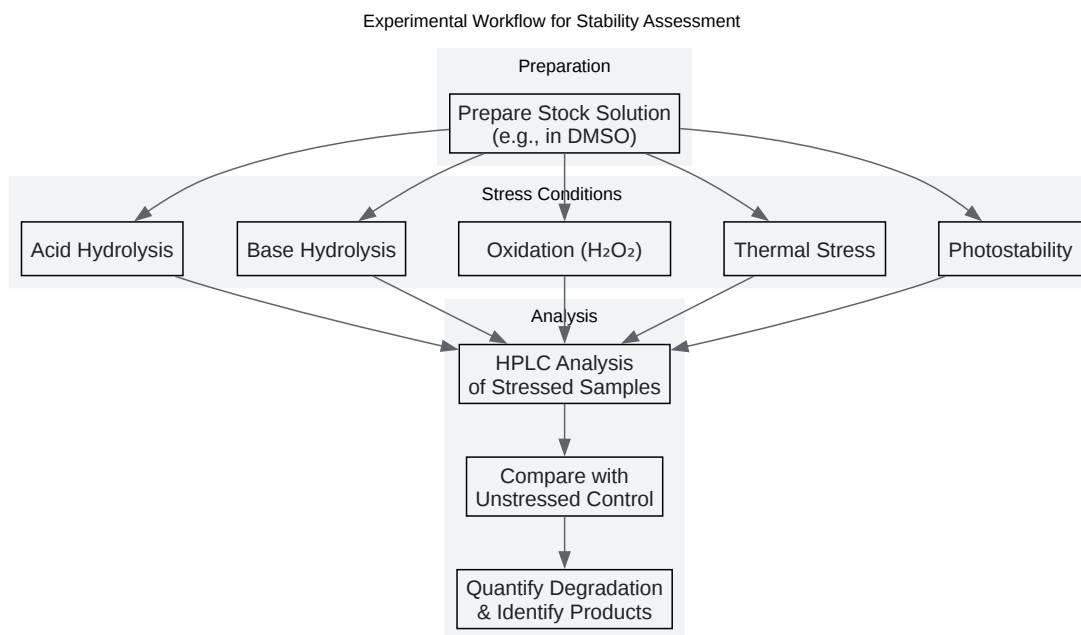 Experimental Workflow for Stability Assessment
Preparation
Prepare Stock Solution
(e.g., in DMSO)
Stress Conditions
Acid Hydrolysis
Base Hydrolysis
Oxidation (H₂O₂)
Thermal Stress
Photostability
Analysis
HPLC Analysis
of Stressed Samples
Compare with
Unstressed Control
Quantify Degradation
& Identify Products